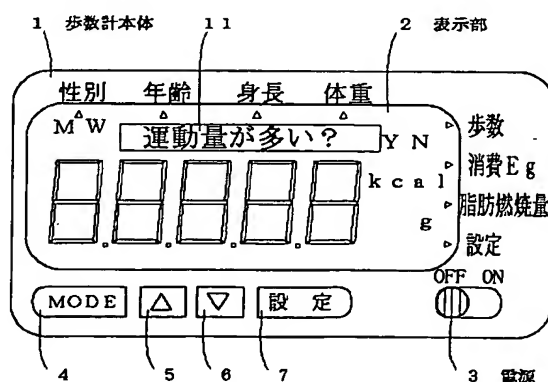 1 歩数計本体 11 2 表示部
性別 年齢 身長 体重
M W 運動量が多い? Y N 歩数
kcal 消費Eg
g 脂肪燃焼量
設定
OFF ON
MODE △ ▽ 設 定
4 5 6 7 3 電源